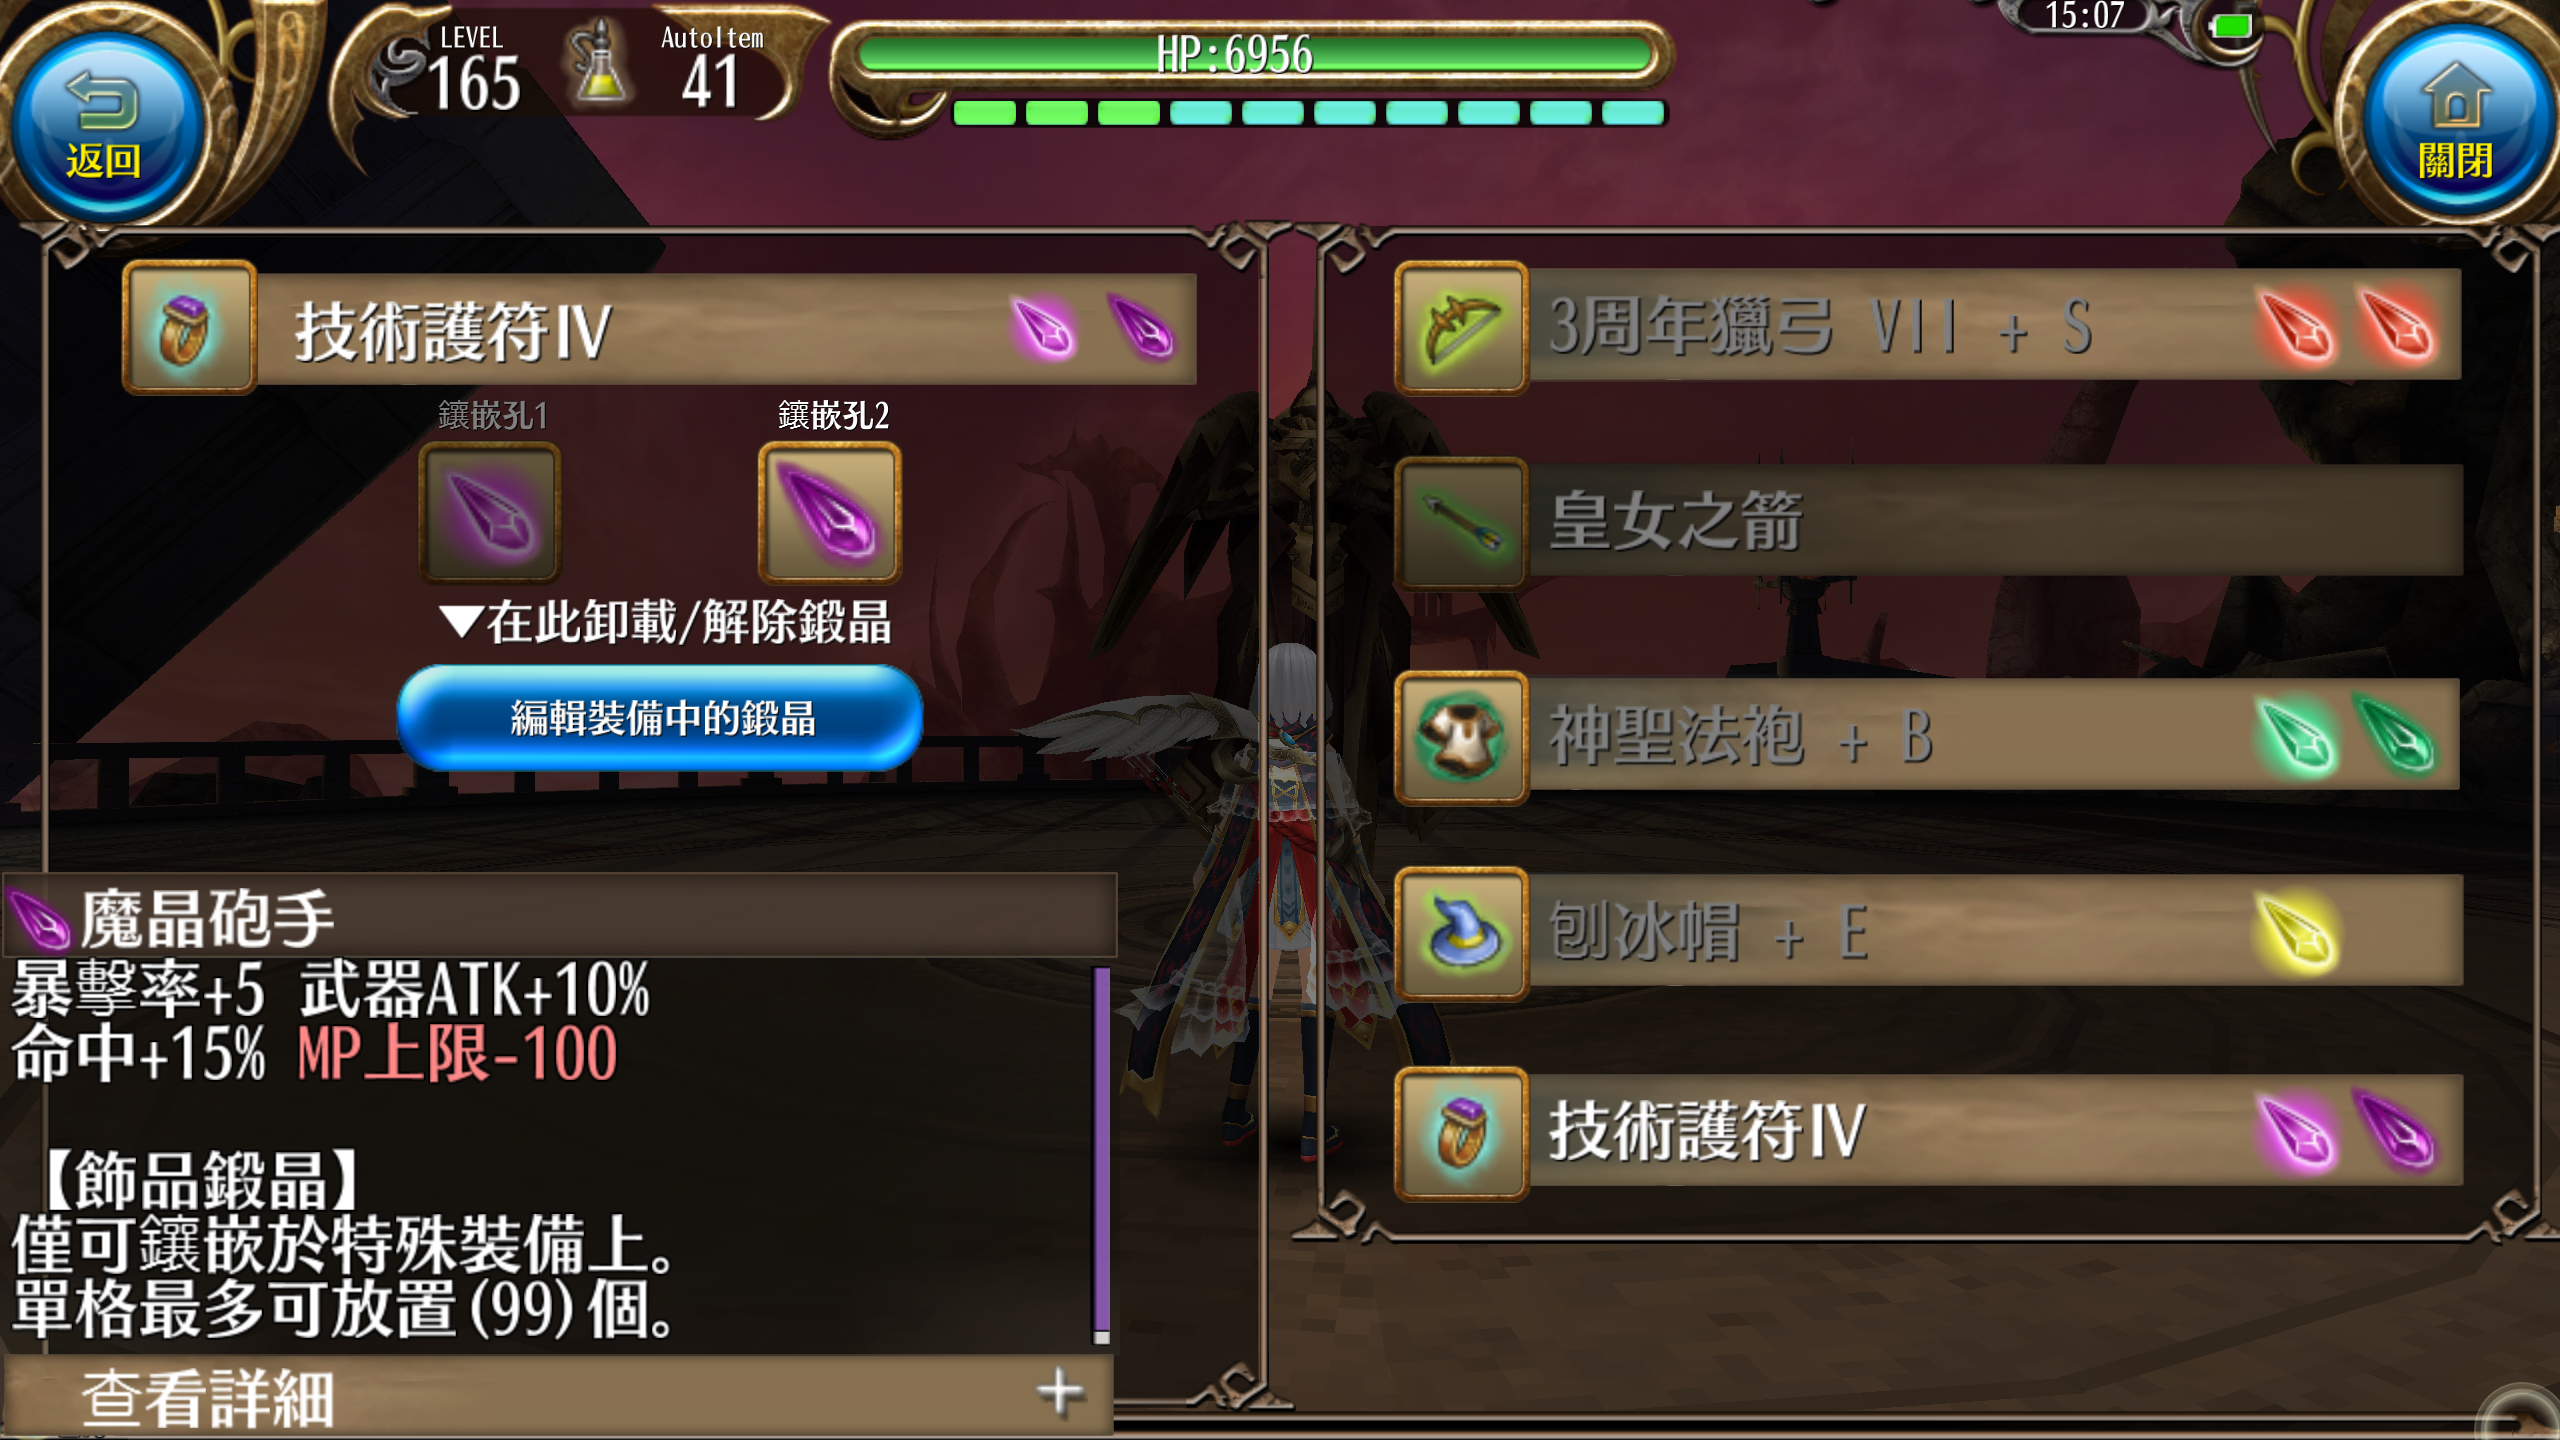 返回
LEVEL
165
AutoItem
41
HP:6956
15:07
關閉
技術護符Ⅳ
鑲嵌孔1
鑲嵌孔2
▼在此卸載/解除鍛晶
編輯裝備中的鍛晶
魔晶砲手
暴擊率+5 武器ATK+10%
命中+15% MP上限-100
【飾品鍛晶】
僅可鑲嵌於特殊裝備上。
單格最多可放置(99)個。
查看詳細
3周年獵弓 VII + S
皇女之箭
神聖法袍 + B
刨冰帽 + E
技術護符Ⅳ